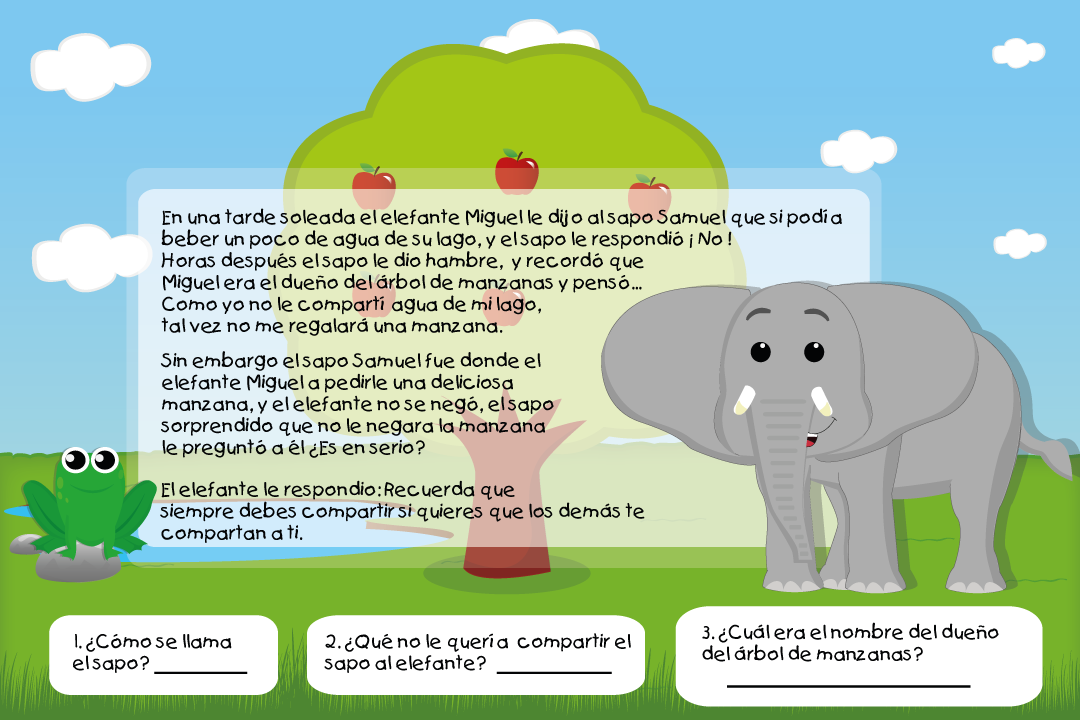 En una tarde soleada el elefante Miguel le dijo al sapo Samuel que si podía
beber un poco de agua de su lago, y el sapo le respondió ¡No!
Horas después el sapo le dio hambre, y recordó que
Miguel era el dueño del árbol de manzanas y pensó...
Como yo no le compartí agua de mi lago,
tal vez no me regalará una manzana.
Sin embargo el sapo Samuel fue donde el
elefante Miguel a pedirle una deliciosa
manzana, y el elefante no se negó, el sapo
sorprendido que no le negara la manzana
le preguntó a él ¿Es en serio?
El elefante le respondio: Recuerda que
siempre debes compartir si quieres que los demás te
compartan a ti.
1. ¿Cómo se llama
el sapo? __________
2. ¿Qué no le quería compartir el
sapo al elefante? __________
3. ¿Cuál era el nombre del dueño
del árbol de manzanas?
__________